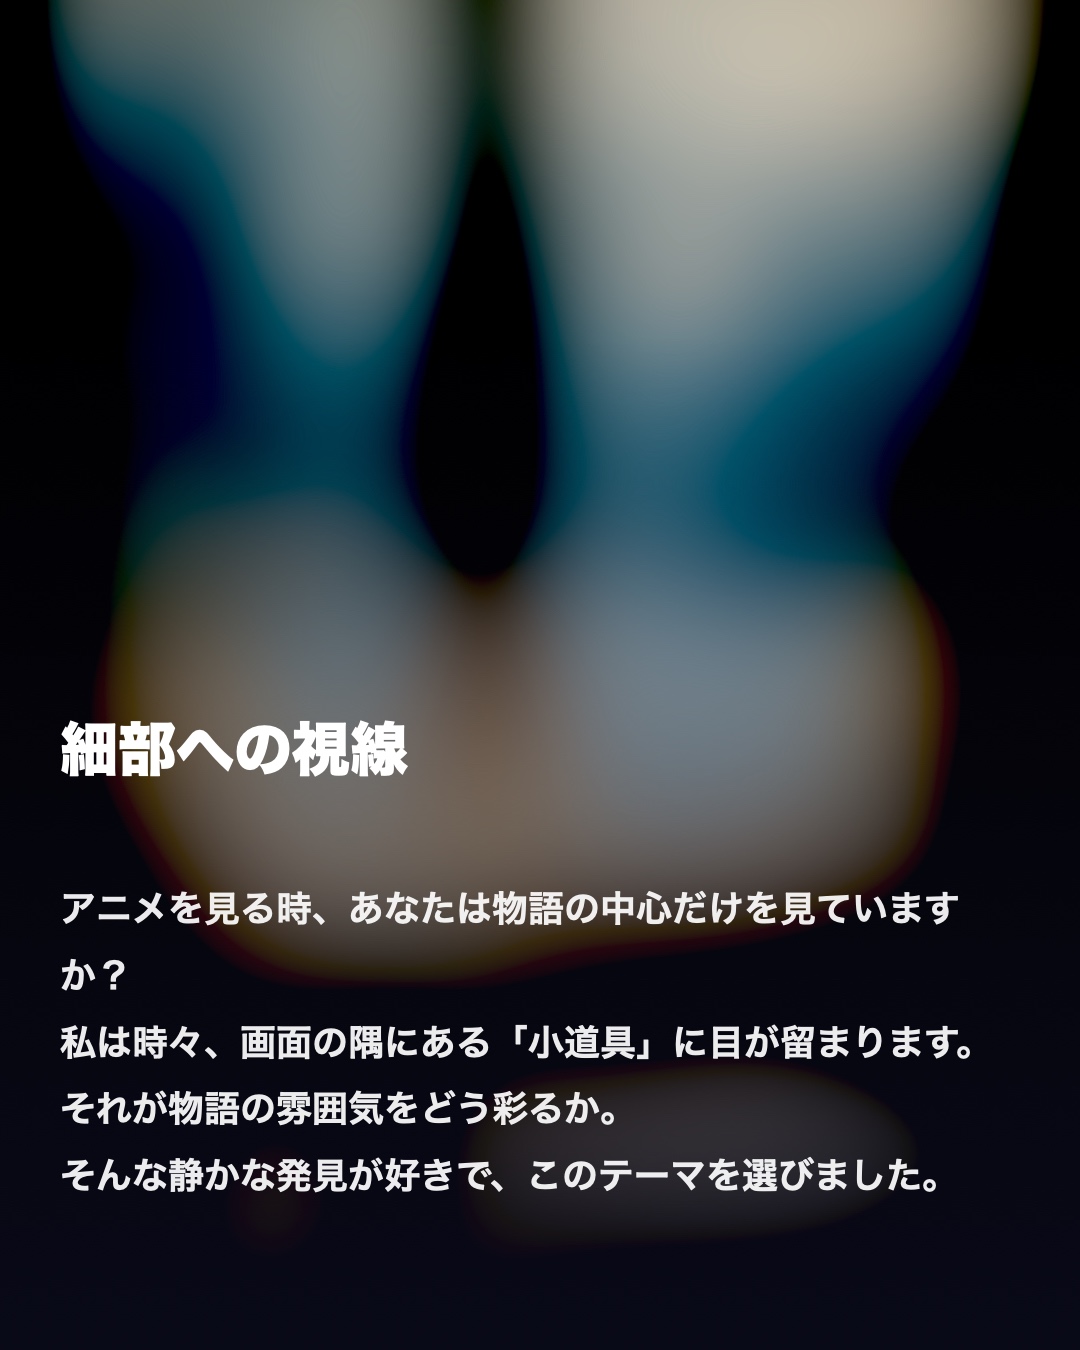 細部への視線
アニメを見る時、あなたは物語の中心だけを見ています
か？
私は時々、画面の隅にある「小道具」に目が留まります。
それが物語の雰囲気をどう彩るか。
そんな静かな発見が好きで、このテーマを選びました。